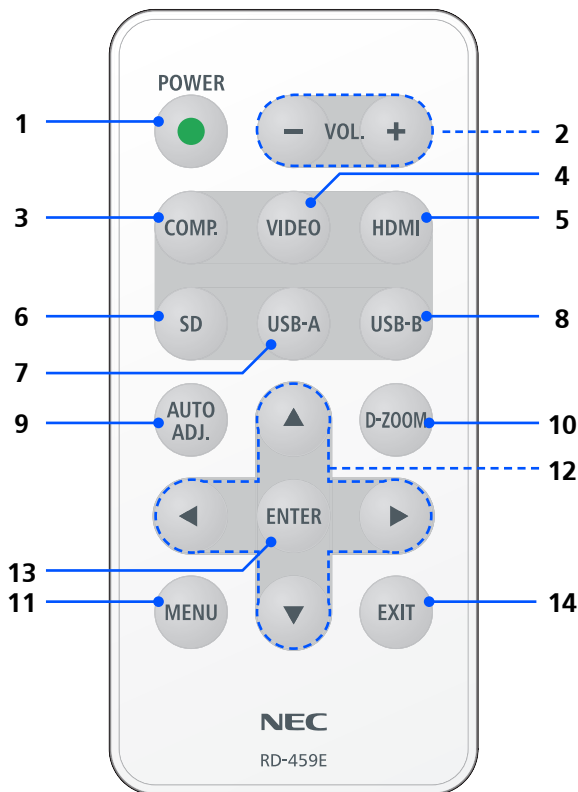 POWER
1
VOL.
2
4
3
COMP.
VIDEO
HDMI
5
6
SD
USB-A
USB-B
8
7
9
AUTO
ADJ.
D-ZOOM
10
12
ENTER
13
11
MENU
EXIT
14
NEC
RD-459E